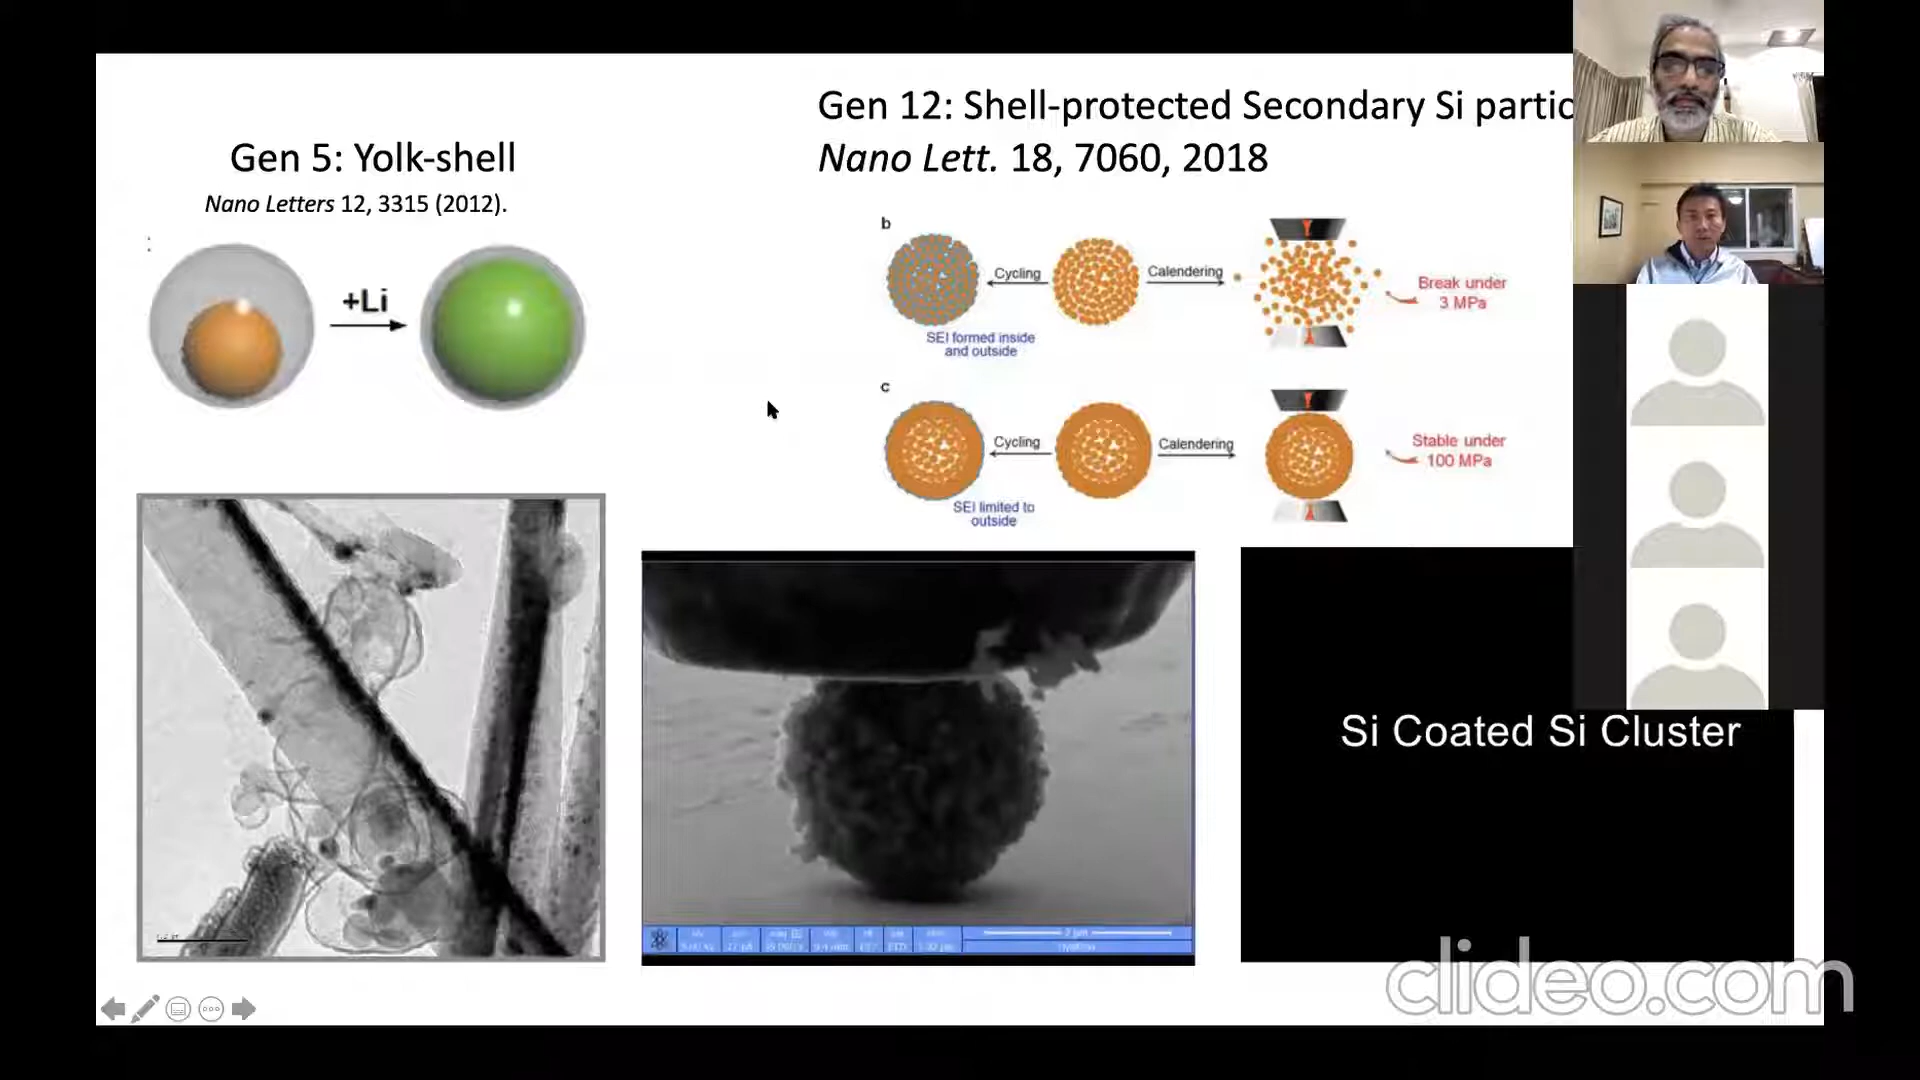 Gen 5: Yolk-shell
Nano Letters 12, 3315 (2012).
+Li
Gen 12: Shell-protected Secondary Si partic
Nano Lett. 18, 7060, 2018
b
Cycling
Calendering
Break under
3 MPa
SEI formed inside
and outside
c
Cycling
Calendering
Stable under
100 MPa
SEI limited to
outside
Si Coated Si Cluster
clideo.com